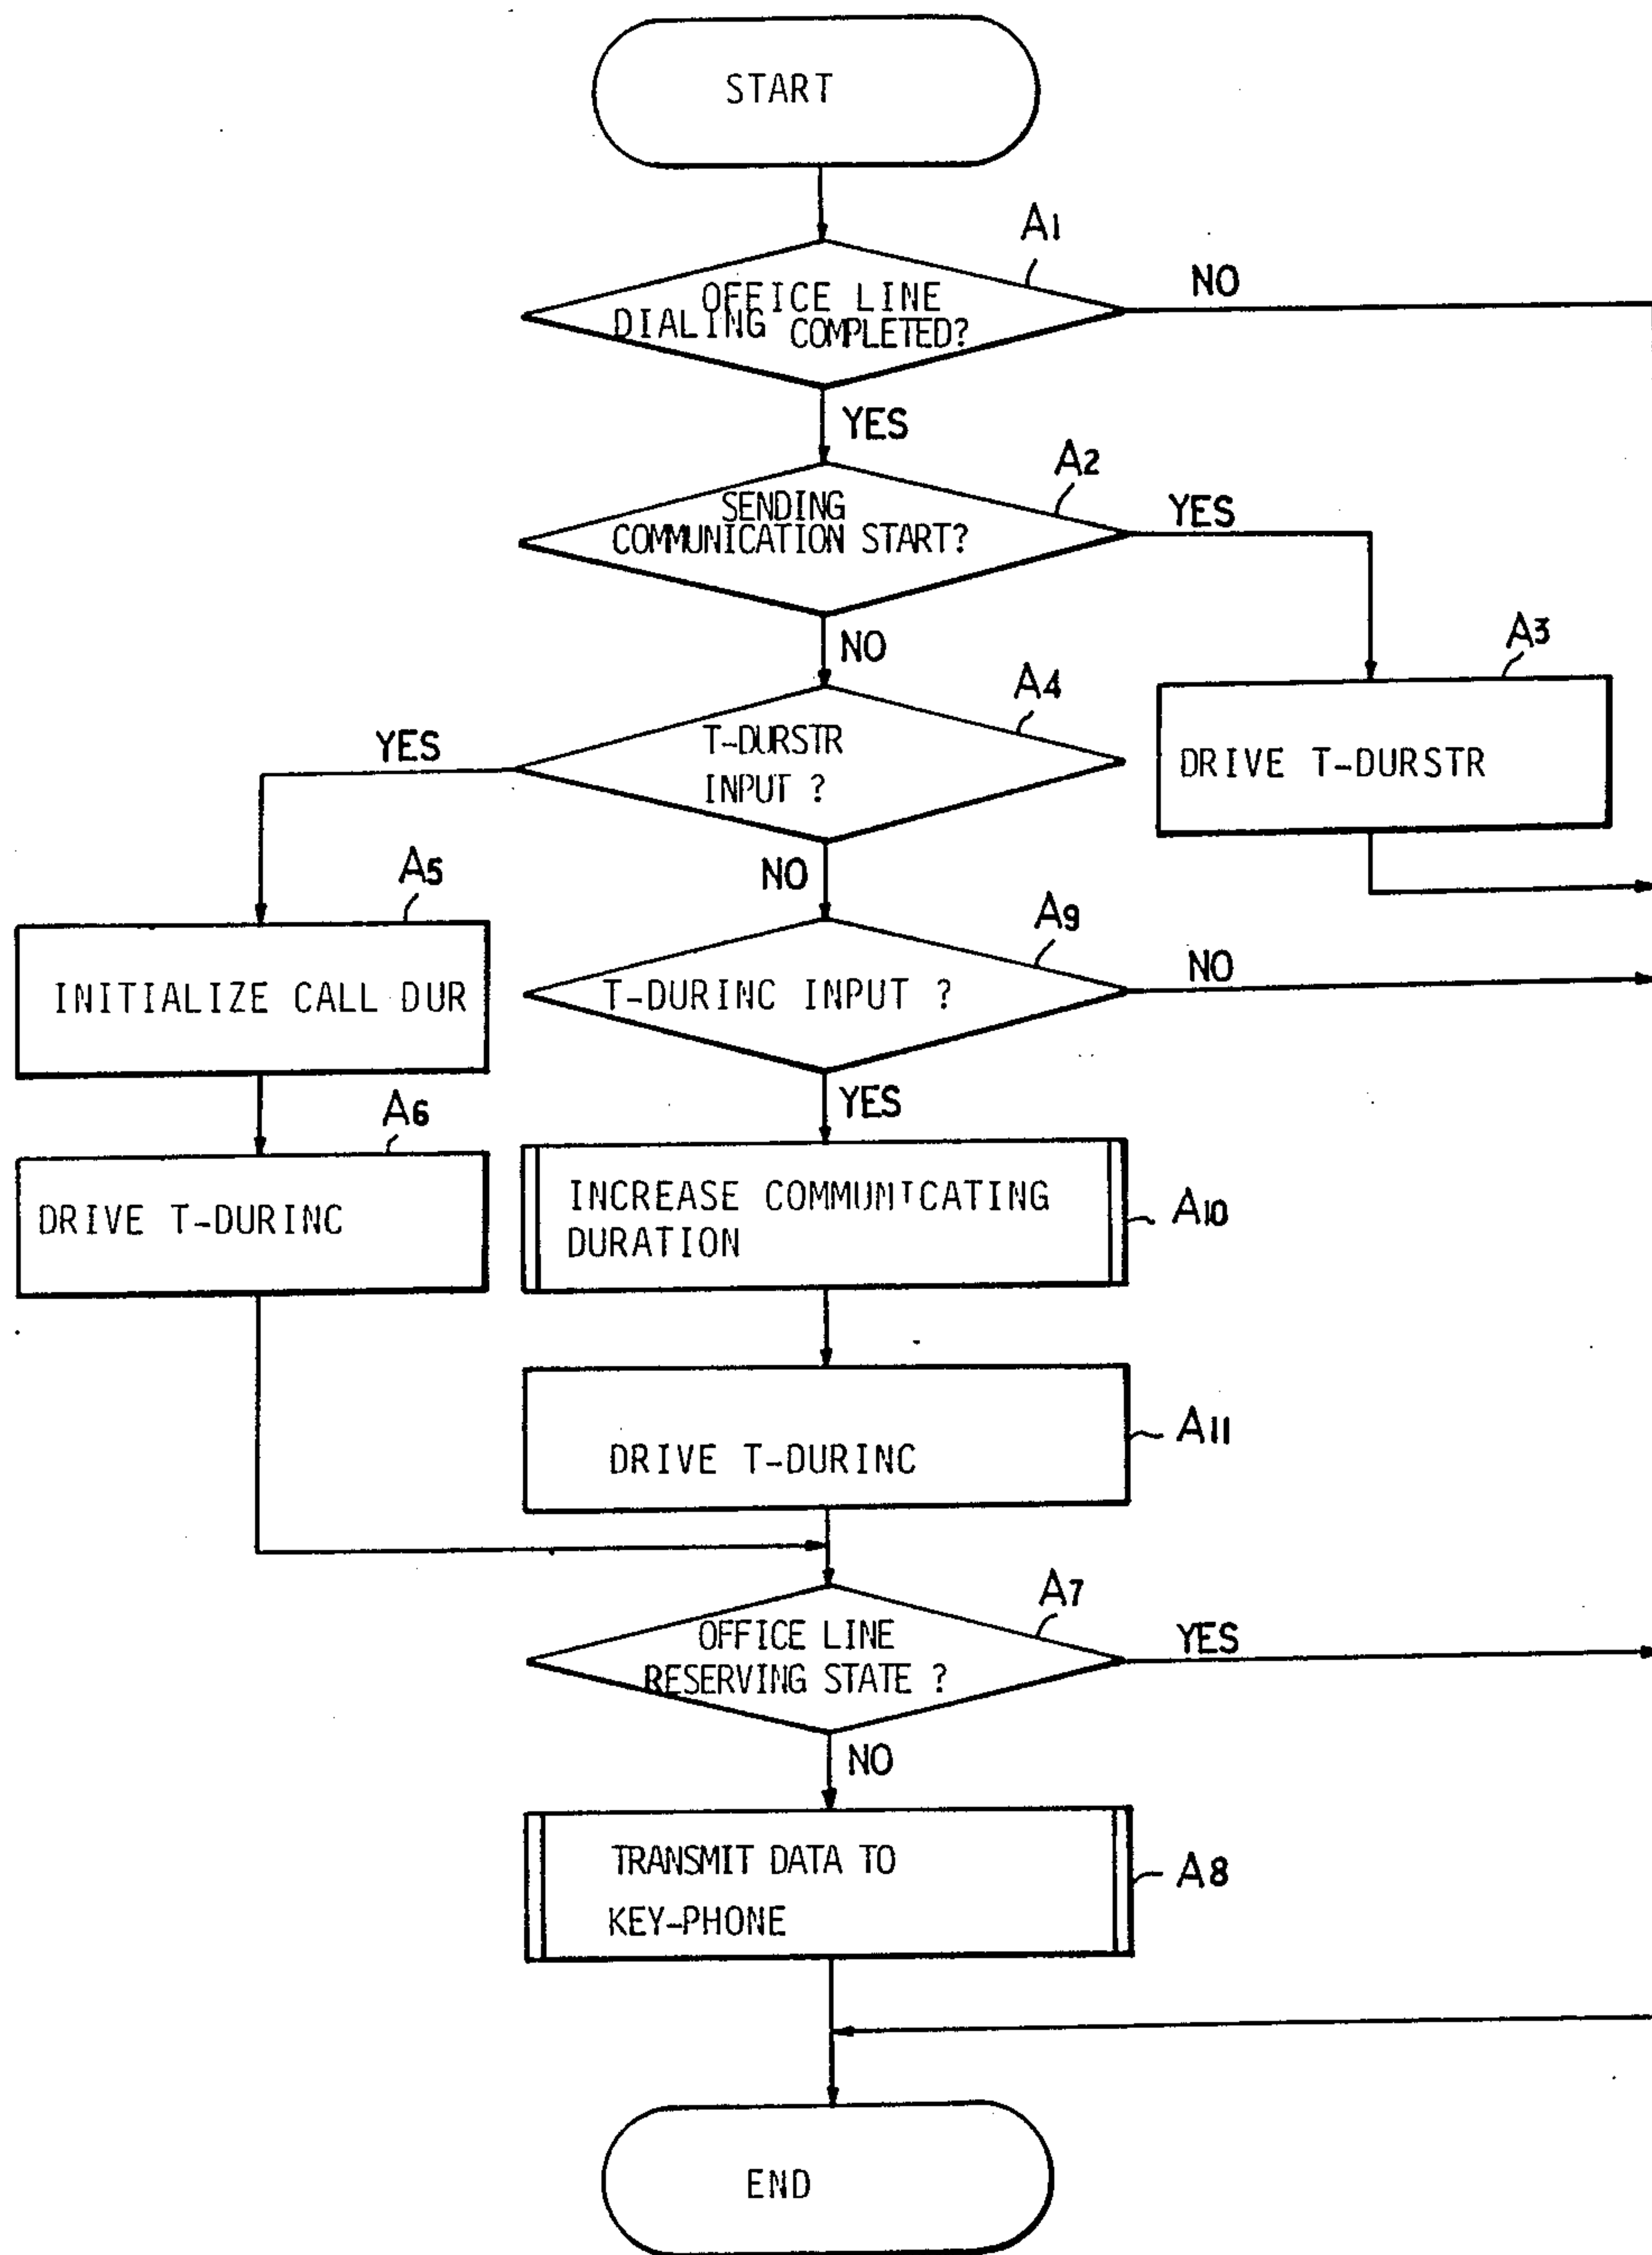 START
A1
NO
OFFICE LINE
DIALING COMPLETED?
YES
A2
SENDING
COMMUNICATION START?
YES
NO
A3
DRIVE T-DURSTR
A4
T-DURSTR
INPUT ?
YES
NO
A5
INITIALIZE CALL DUR
A9
T-DURINC INPUT ?
NO
YES
A6
DRIVE T-DURINC
INCREASE COMMUNICATING
DURATION
A10
DRIVE T-DURINC
A11
A7
OFFICE LINE
RESERVING STATE ?
YES
NO
TRANSMIT DATA TO
KEY-PHONE
A8
END